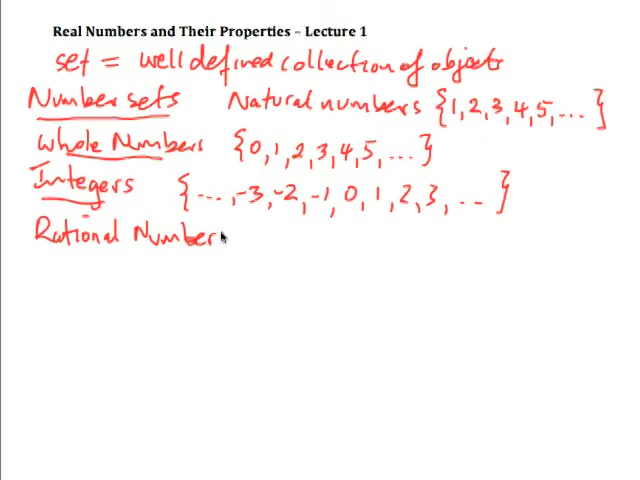 Real Numbers and Their Properties – Lecture 1
set = well defined collection of objects
Number sets Natural numbers {1, 2, 3, 4, 5, ... }
Whole Numbers {0, 1, 2, 3, 4, 5, ... }
Integers { ... , -3, -2, -1, 0, 1, 2, 3, .. }
Rational Number